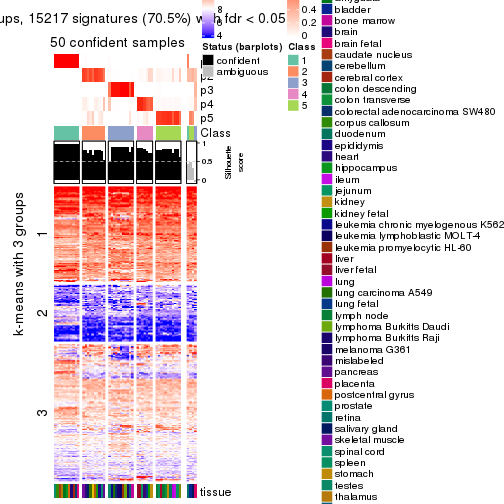 ups, 15217 signatures (70.5%) with fdr < 0.05
50 confident samples
p3
p4
p5
Class
1
0.5
0
Silhouette
score
k-means with 3 groups
1
2
3
tissue
8
6
4
0.4
0.2
0
Status (barplots)
confident
ambiguous
Class
1
2
3
4
5
bladder
bone marrow
brain
brain fetal
caudate nucleus
cerebellum
cerebral cortex
colon descending
colon transverse
colorectal adenocarcinoma SW480
corpus callosum
duodenum
epididymis
heart
hippocampus
ileum
jejunum
kidney
kidney fetal
leukemia chronic myelogenous K562
leukemia lymphoblastic MOLT-4
leukemia promyelocytic HL-60
liver
liver fetal
lung
lung carcinoma A549
lung fetal
lymph node
lymphoma Burkitts Daudi
lymphoma Burkitts Raji
melanoma G361
mislabeled
pancreas
placenta
postcentral gyrus
prostate
retina
salivary gland
skeletal muscle
spinal cord
spleen
stomach
testes
thalamus